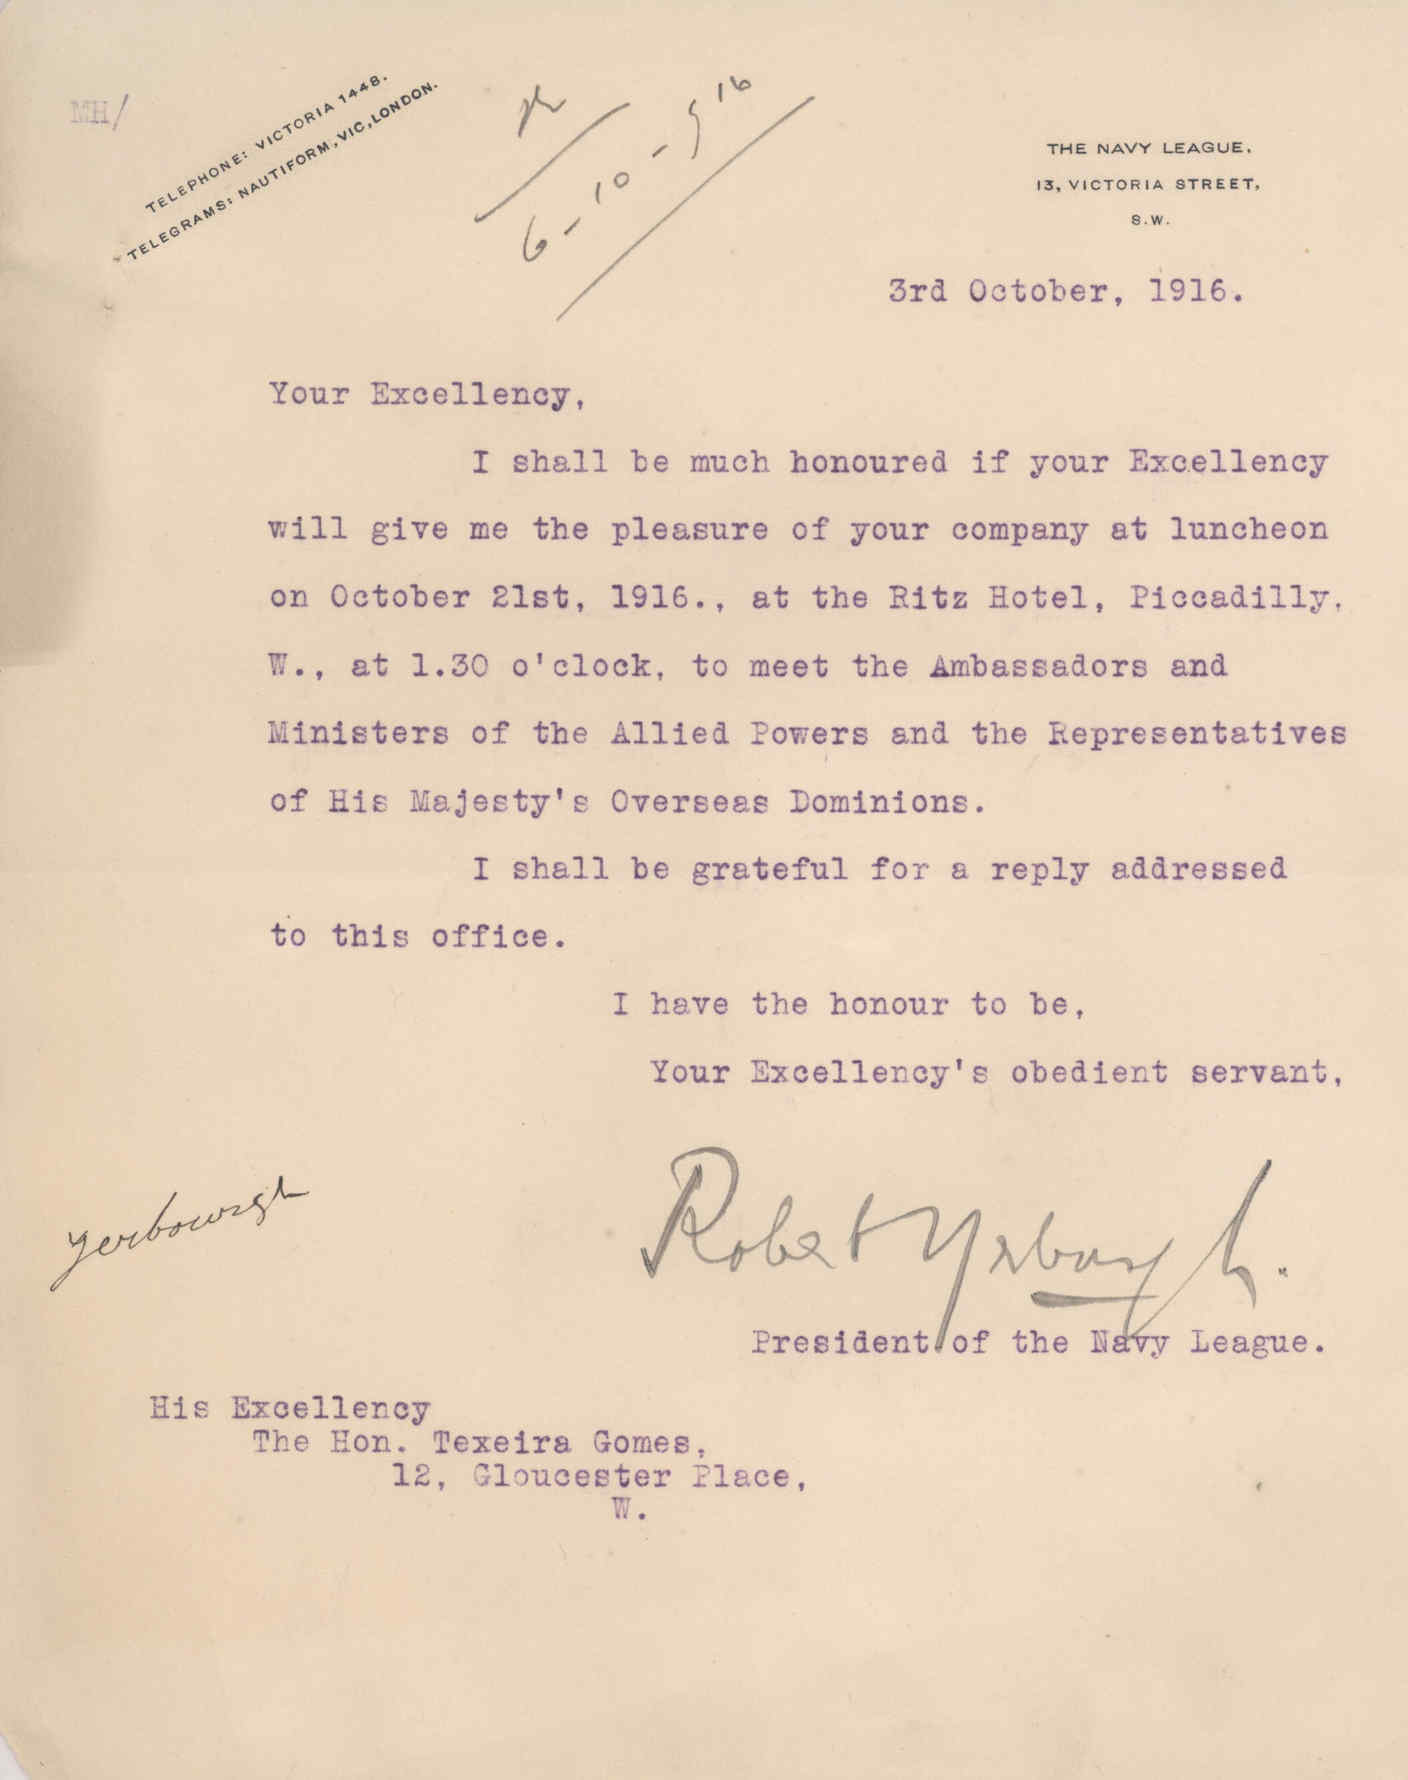 MH/
TELEPHONE: VICTORIA 1448.
TELEGRAMS: NAUTIFORM, VIC, LONDON.
6-10-916
THE NAVY LEAGUE,
13, VICTORIA STREET,
S.W.
3rd October, 1916.
Your Excellency,
I shall be much honoured if your Excellency
will give me the pleasure of your company at luncheon
on October 21st, 1916., at the Ritz Hotel, Piccadilly,
W., at 1.30 o'clock, to meet the Ambassadors and
Ministers of the Allied Powers and the Representatives
of His Majesty's Overseas Dominions.
I shall be grateful for a reply addressed
to this office.
I have the honour to be,
Your Excellency's obedient servant,
Yerbourgh
Robert Yerburgh.
President of the Navy League.
His Excellency
The Hon. Texeira Gomes,
12, Gloucester Place,
W.